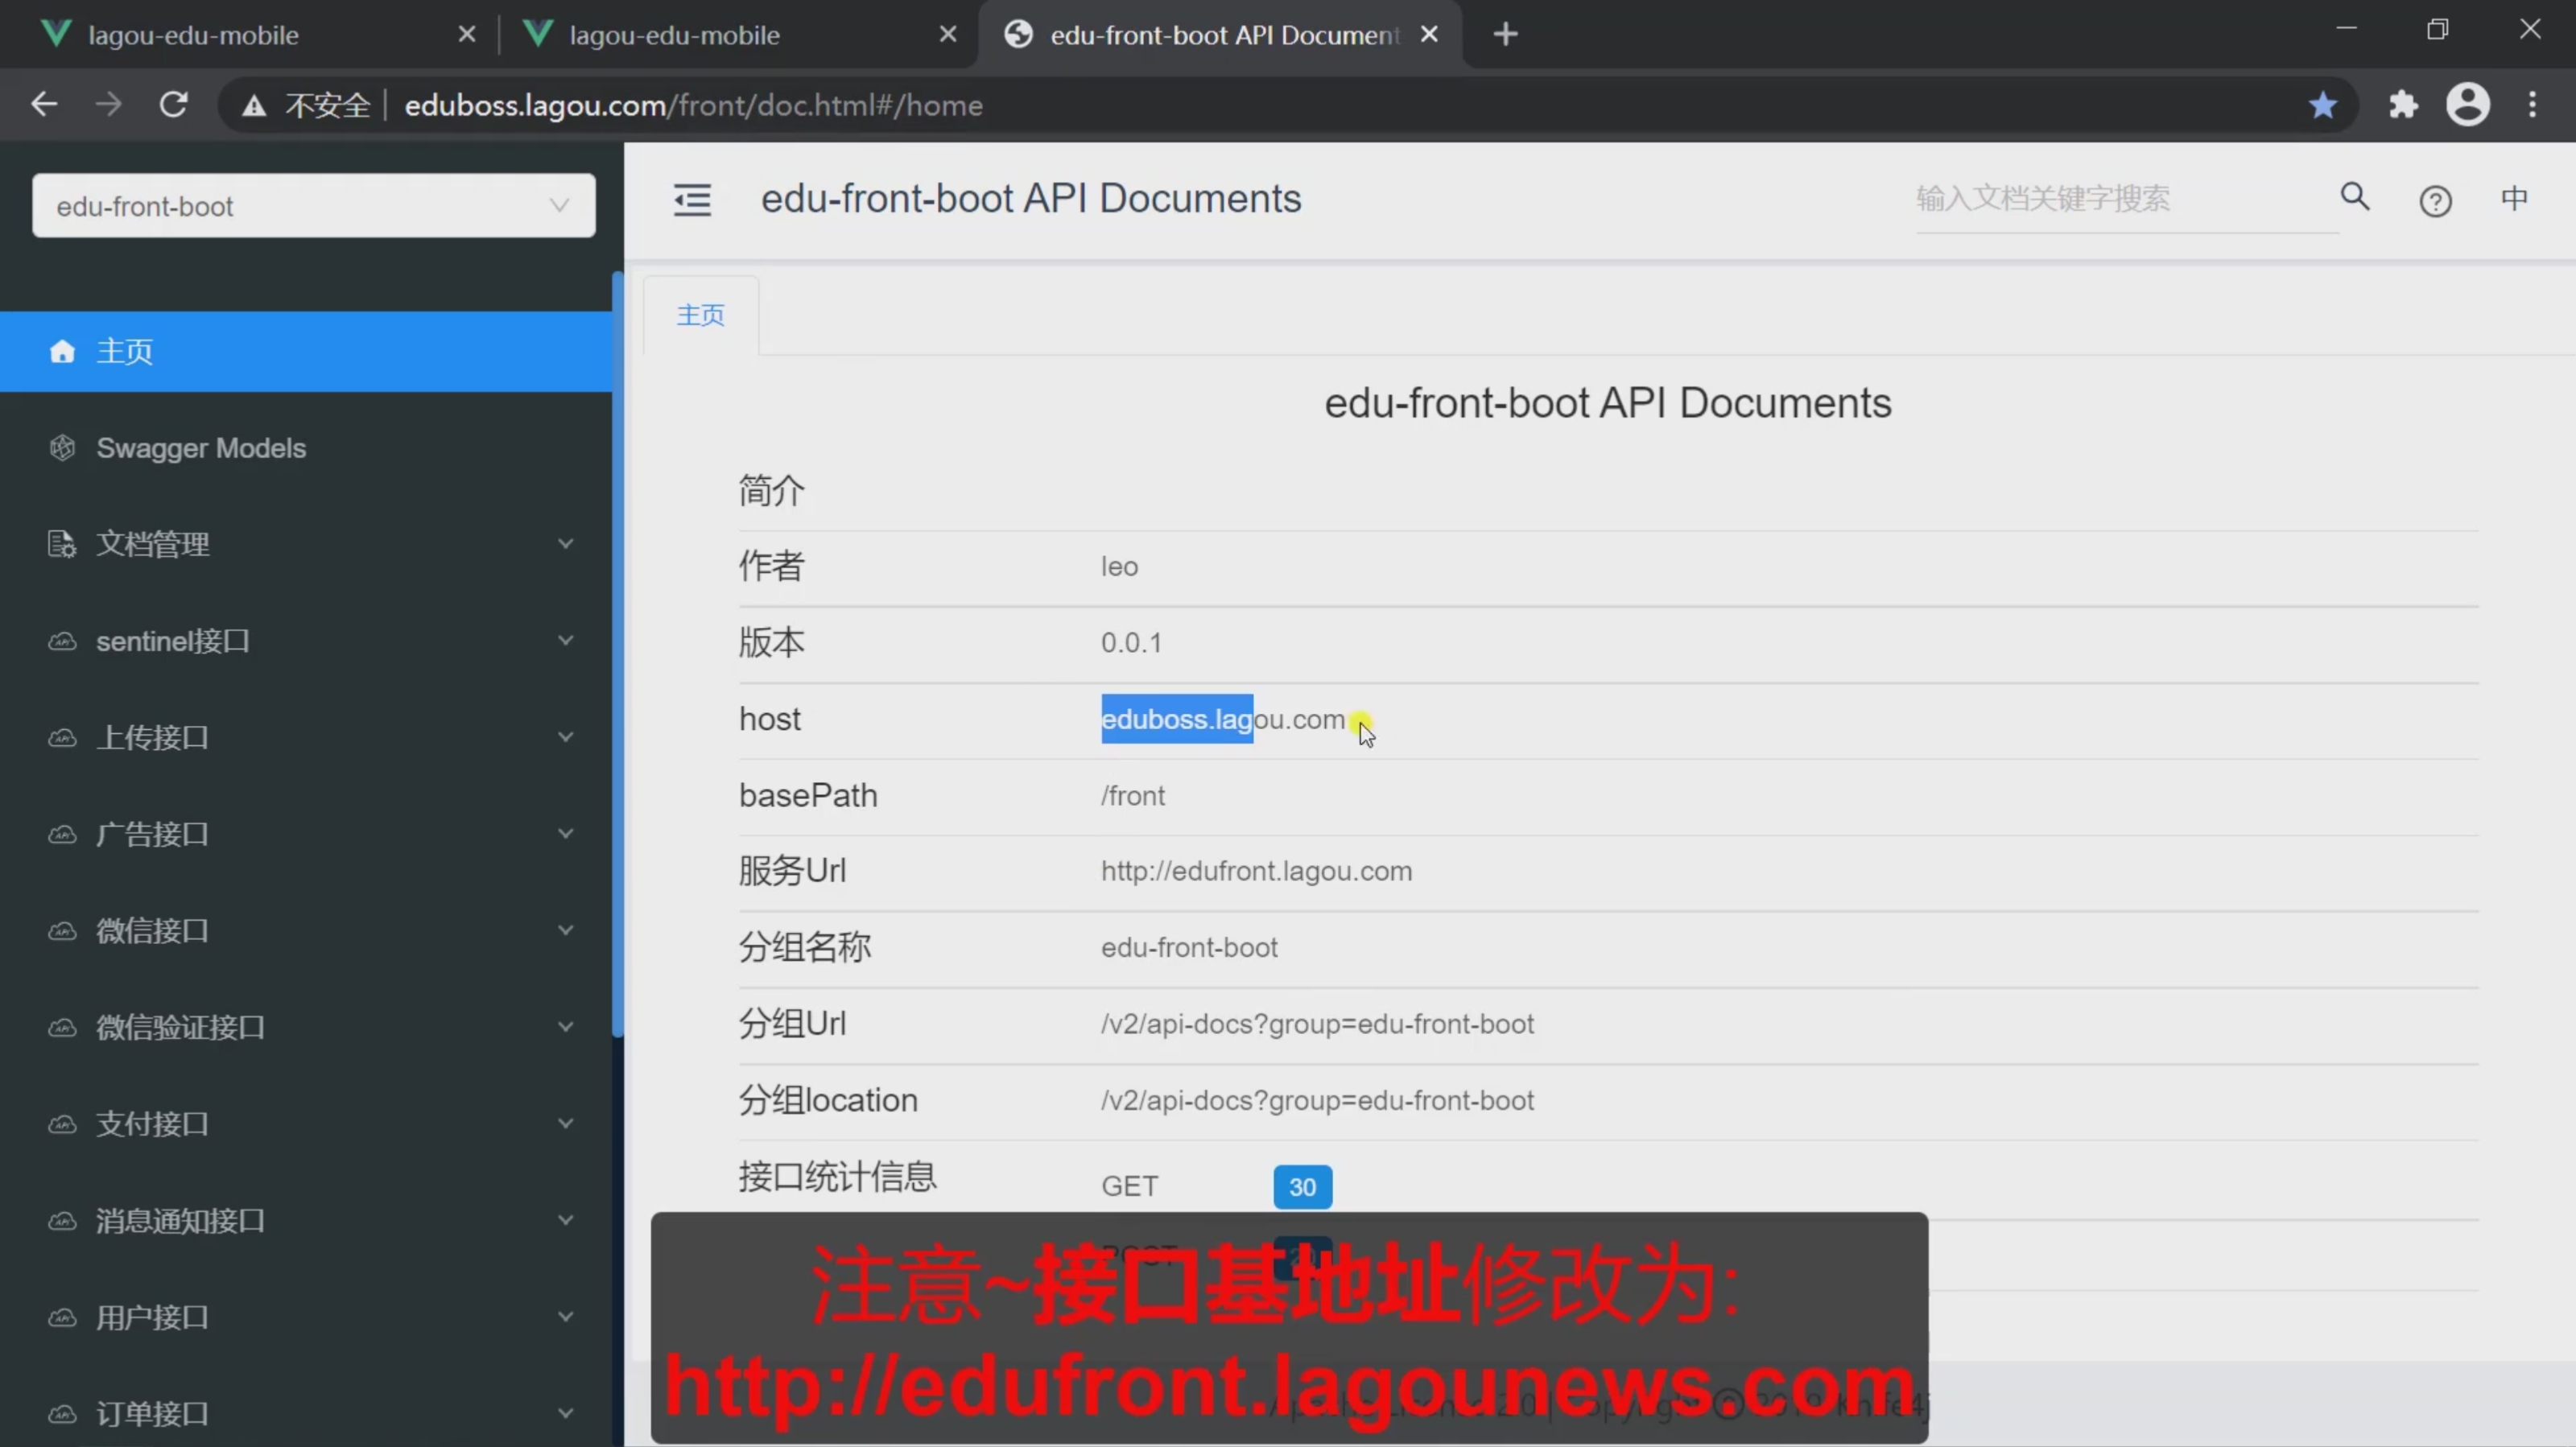 lagou-edu-mobile
lagou-edu-mobile
edu-front-boot API Document
不安全
eduboss.lagou.com/front/doc.html#/home
edu-front-boot
edu-front-boot API Documents
输入文档关键字搜索
中
主页
主页
Swagger Models
文档管理
sentinel接口
上传接口
广告接口
微信接口
微信验证接口
支付接口
消息通知接口
用户接口
订单接口
edu-front-boot API Documents
简介
作者 leo
版本 0.0.1
host eduboss.lagou.com
basePath /front
服务Url http://edufront.lagou.com
分组名称 edu-front-boot
分组Url /v2/api-docs?group=edu-front-boot
分组location /v2/api-docs?group=edu-front-boot
接口统计信息 GET 30
POST
注意~接口基地址修改为:
http://edufront.lagounews.com